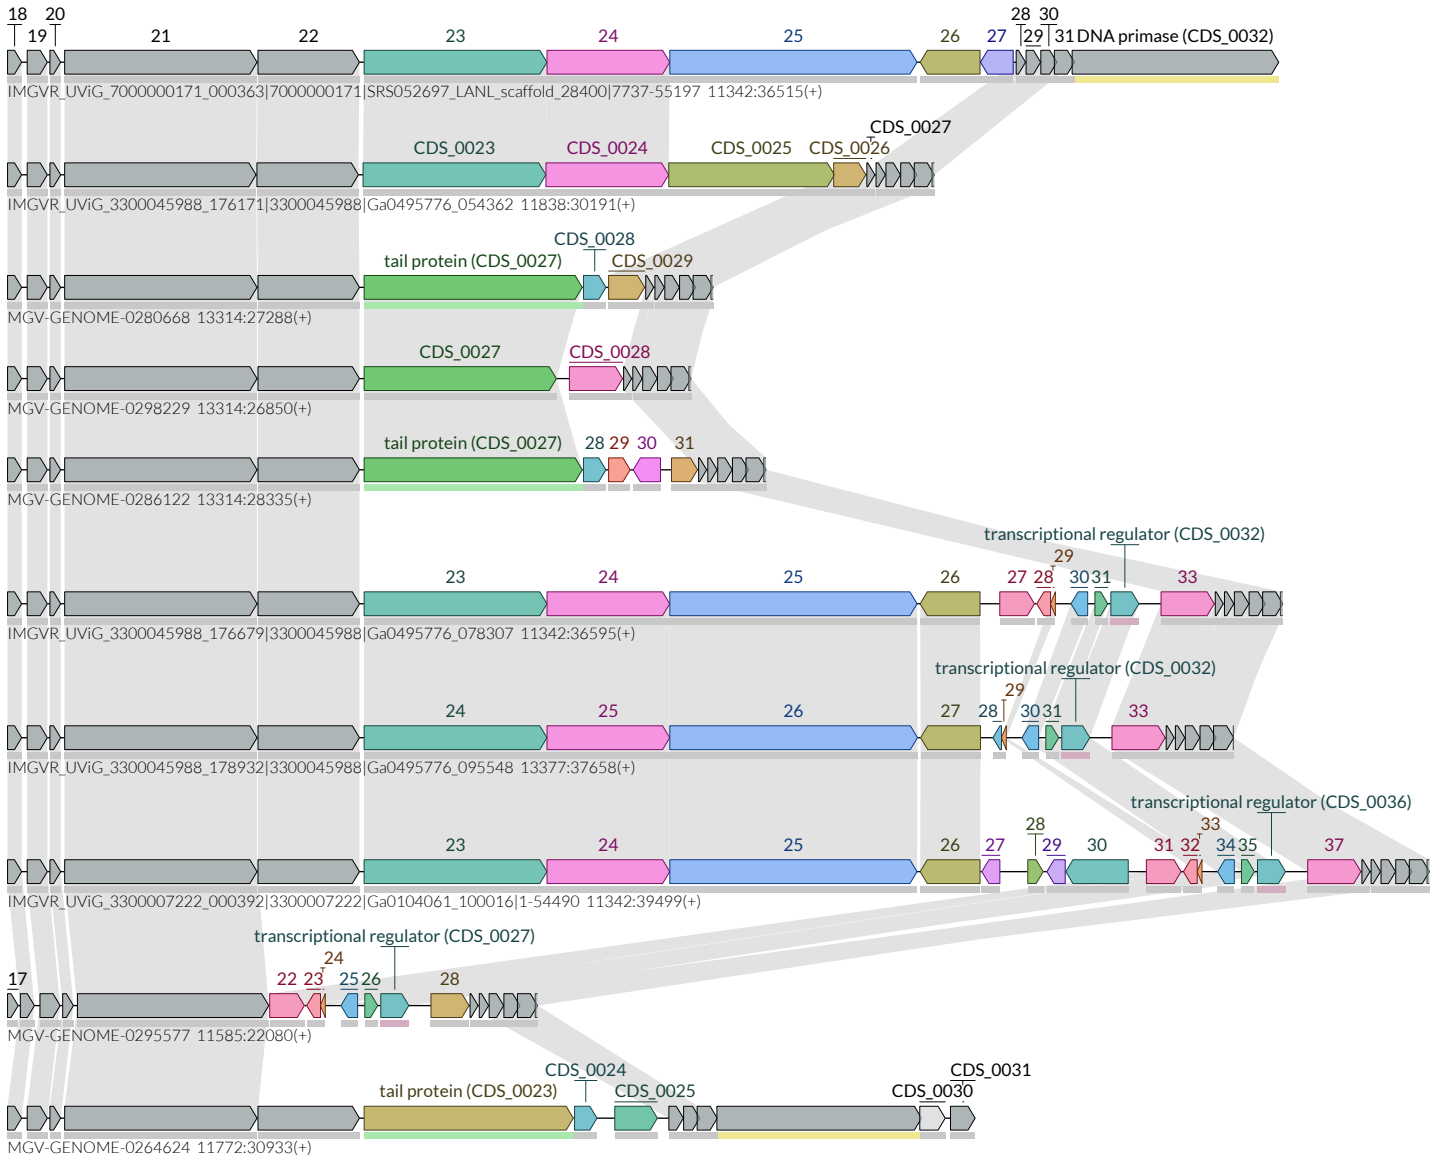 18 20 28 30
19 21 22 23 24 25 26 27 29 31 DNA primase (CDS_0032)
IMGVR_UViG_7000000171_000363|7000000171|SRS052697_LANL_scaffold_28400|7737-55197 11342:36515(+)
CDS_0027
CDS_0023 CDS_0024 CDS_0025 CDS_0026
IMGVR_UViG_3300045988_176171|3300045988|Ga0495776_054362 11838:30191(+)
CDS_0028
tail protein (CDS_0027) CDS_0029
MGV-GENOME-0280668 13314:27288(+)
CDS_0027 CDS_0028
MGV-GENOME-0298229 13314:26850(+)
tail protein (CDS_0027) 28 29 30 31
MGV-GENOME-0286122 13314:28335(+)
transcriptional regulator (CDS_0032)
29
23 24 25 26 27 28 30 31 33
IMGVR_UViG_3300045988_176679|3300045988|Ga0495776_078307 11342:36595(+)
transcriptional regulator (CDS_0032)
29
24 25 26 27 28 30 31 33
IMGVR_UViG_3300045988_178932|3300045988|Ga0495776_095548 13377:37658(+)
transcriptional regulator (CDS_0036)
28 33
23 24 25 26 27 29 30 31 32 34 35 37
IMGVR_UViG_3300007222_000392|3300007222|Ga0104061_100016|1-54490 11342:39499(+)
transcriptional regulator (CDS_0027)
24
17 22 23 25 26 28
MGV-GENOME-0295577 11585:22080(+)
CDS_0024 CDS_0031
tail protein (CDS_0023) CDS_0025 CDS_0030
MGV-GENOME-0264624 11772:30933(+)